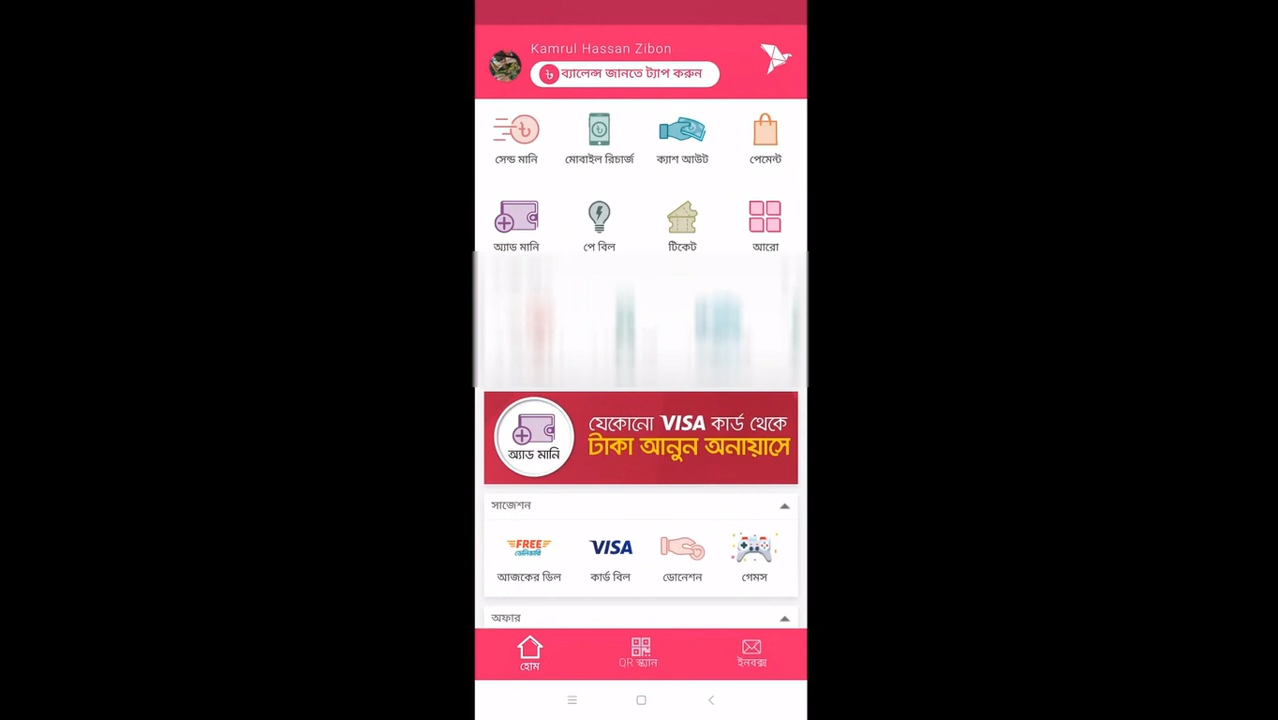 Kamrul Hassan Zibon
৳ ব্যালেন্স জানতে ট্যাপ করুন
সেন্ড মানি
মোবাইল রিচার্জ
ক্যাশ আউট
পেমেন্ট
অ্যাড মানি
পে বিল
টিকেট
আরো
অ্যাড মানি
যেকোনো VISA কার্ড থেকে
টাকা আনুন অনায়াসে
সাজেশন
FREE
ডেলিভারি
VISA
আজকের ডিল
কার্ড বিল
ডোনেশন
গেমস
অফার
হোম
QR স্ক্যান
ইনবক্স